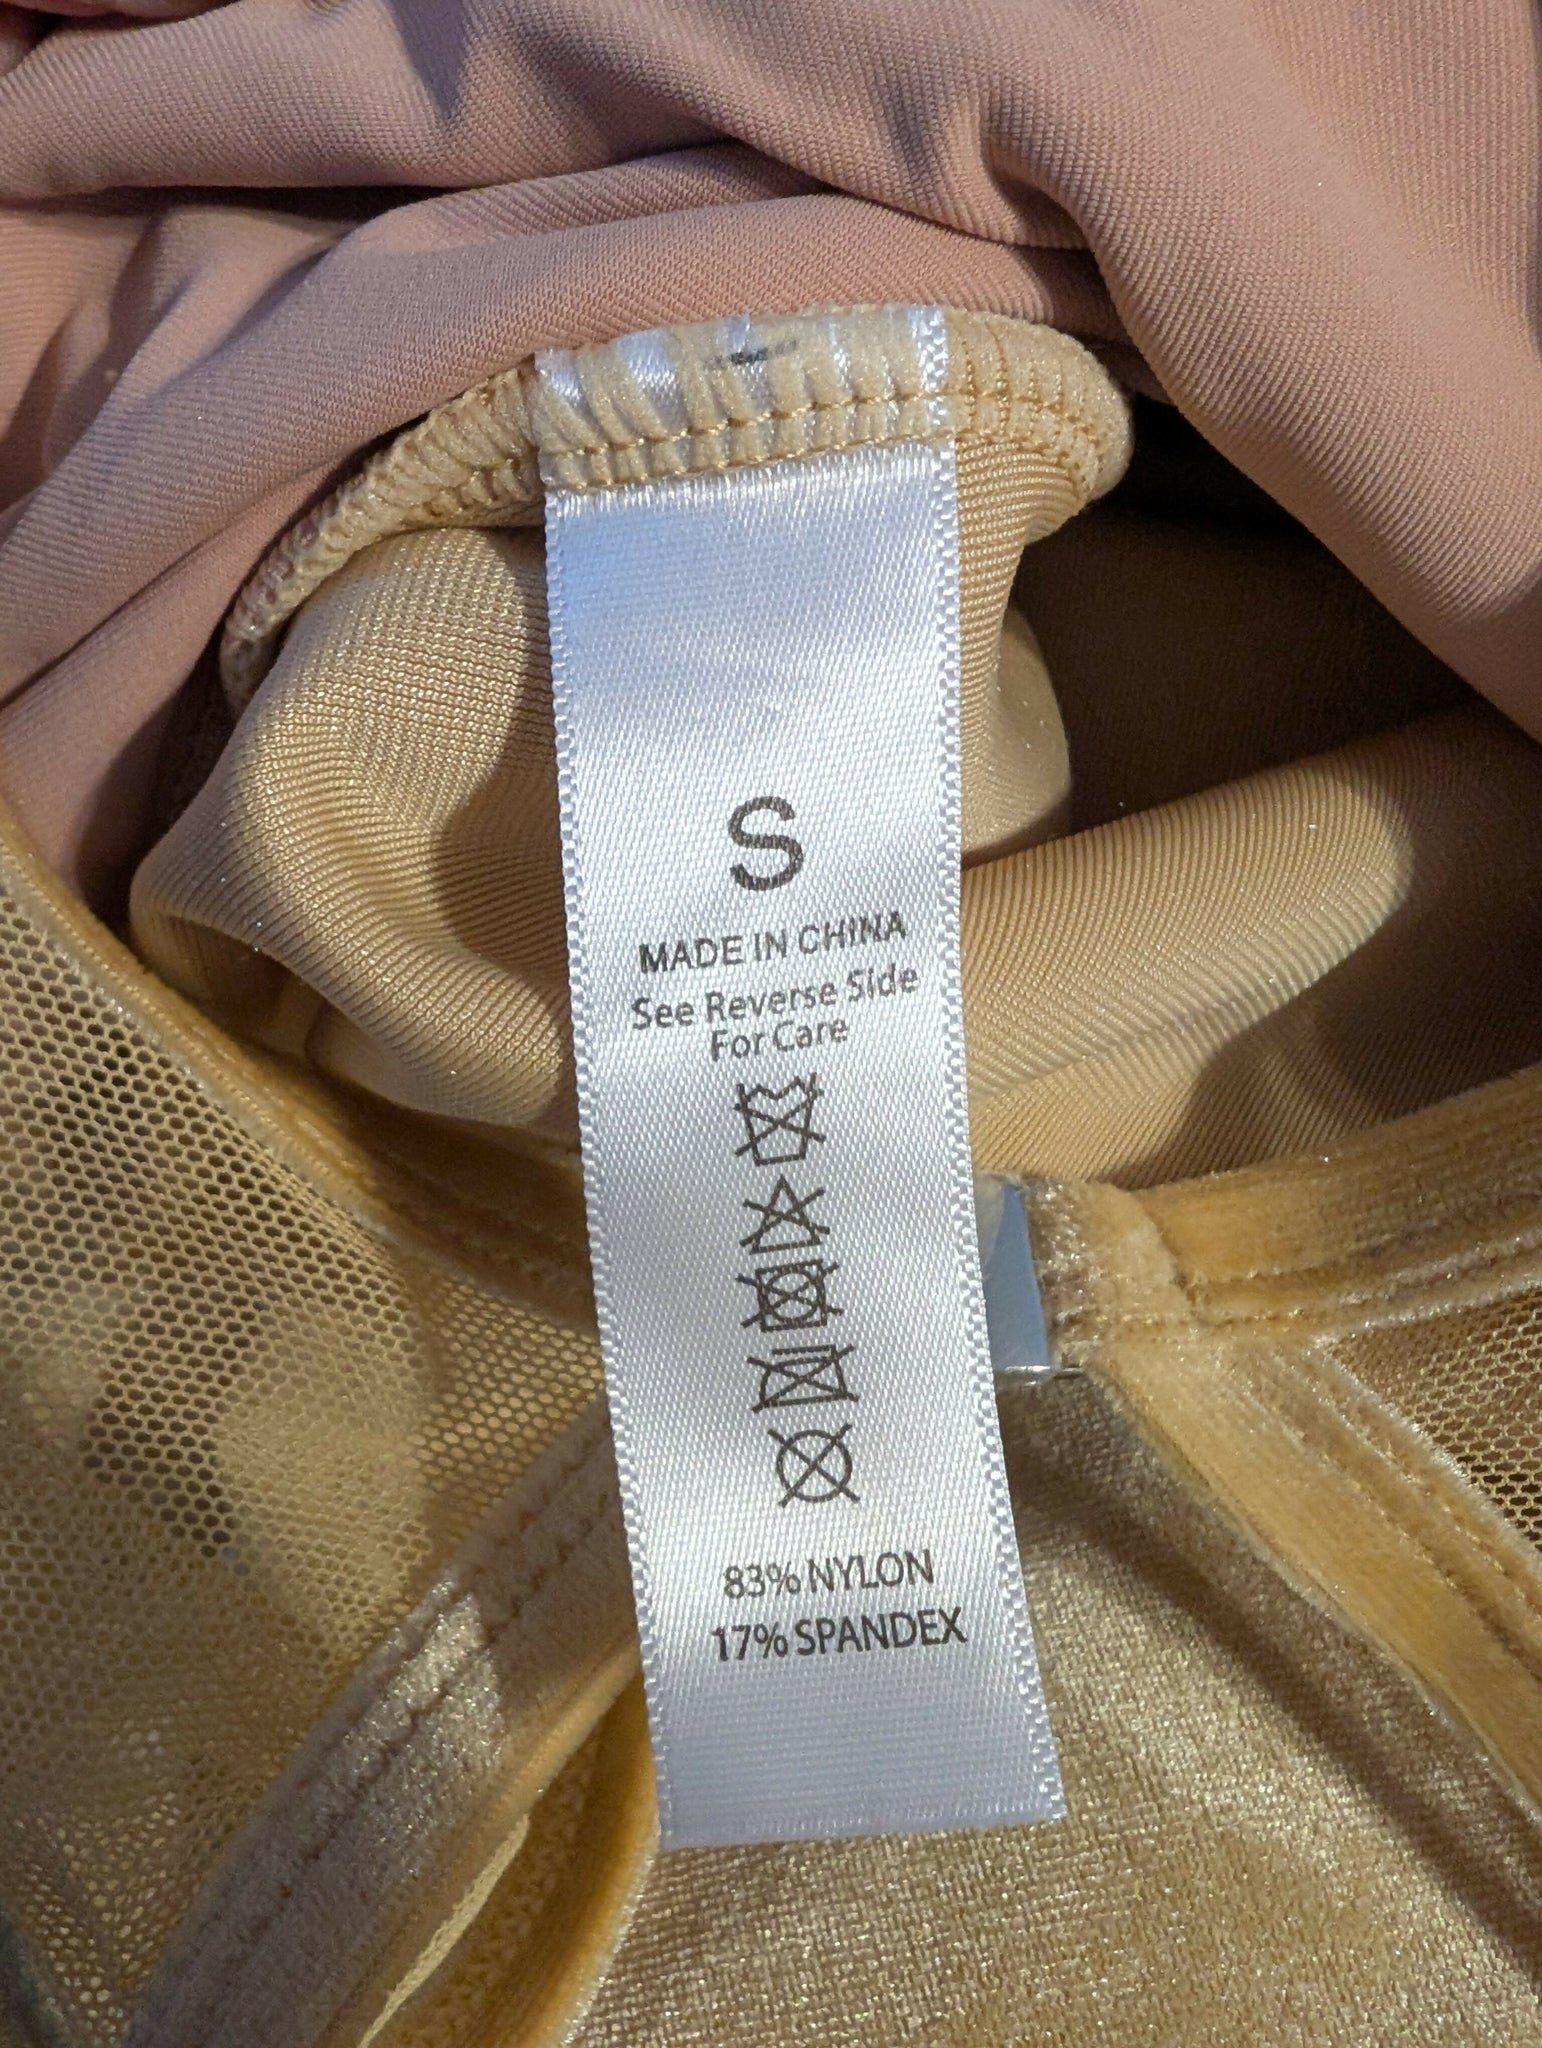 S
MADE IN CHINA
See Reverse Side
For Care
83% NYLON
17% SPANDEX